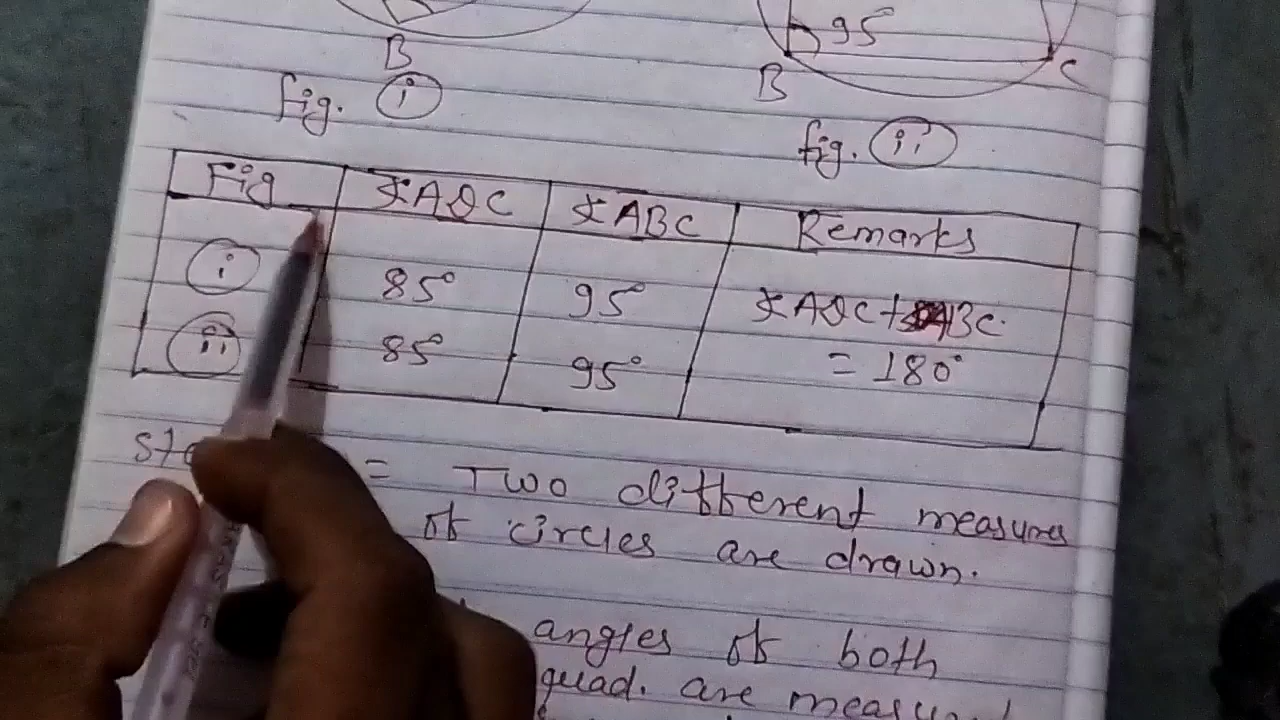 95
B
B
C
fig. i
fig. ii
Fig ∡ADC ∡ABC Remarks
i 85° 95° ∡ADC+∡ABC.
ii 85° 95° = 180°
= Two different measures
of circles are drawn.
angles of both
quad. are measured